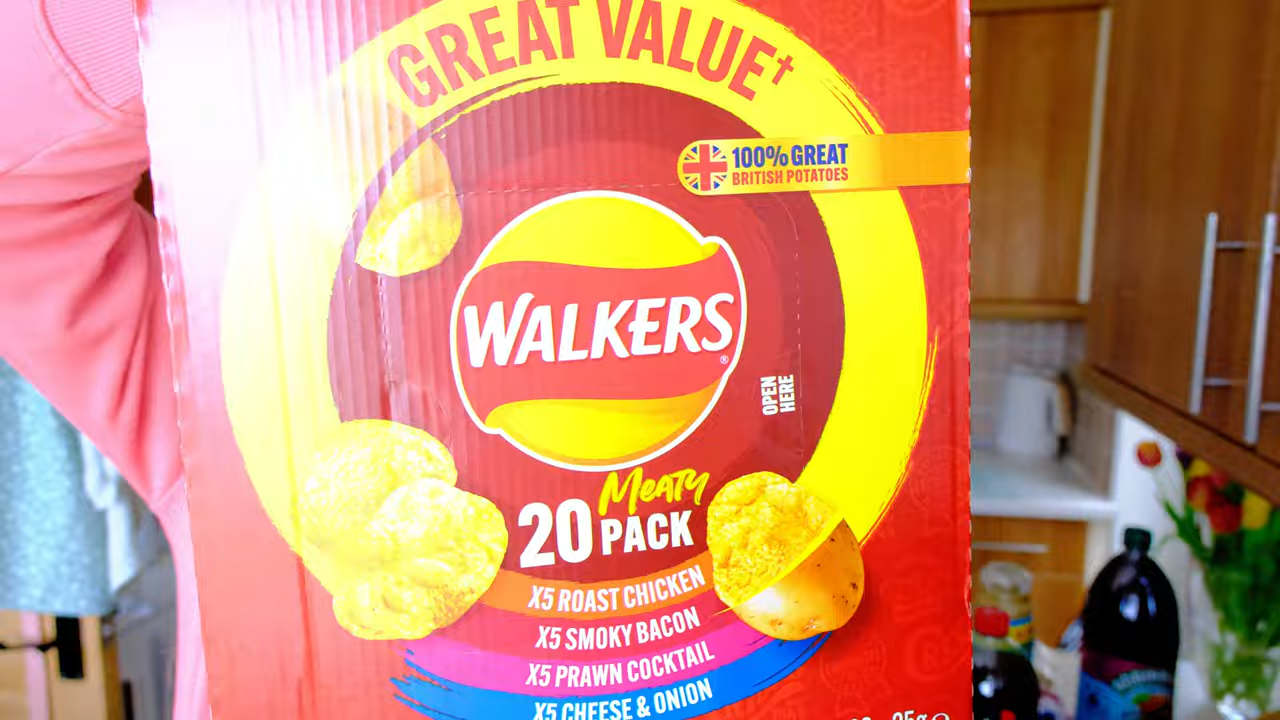 GREAT VALUE†
100% GREAT
BRITISH POTATOES
WALKERS®
OPEN
HERE
MEATY
20 PACK
X5 ROAST CHICKEN
X5 SMOKY BACON
X5 PRAWN COCKTAIL
X5 CHEESE & ONION
25g℮